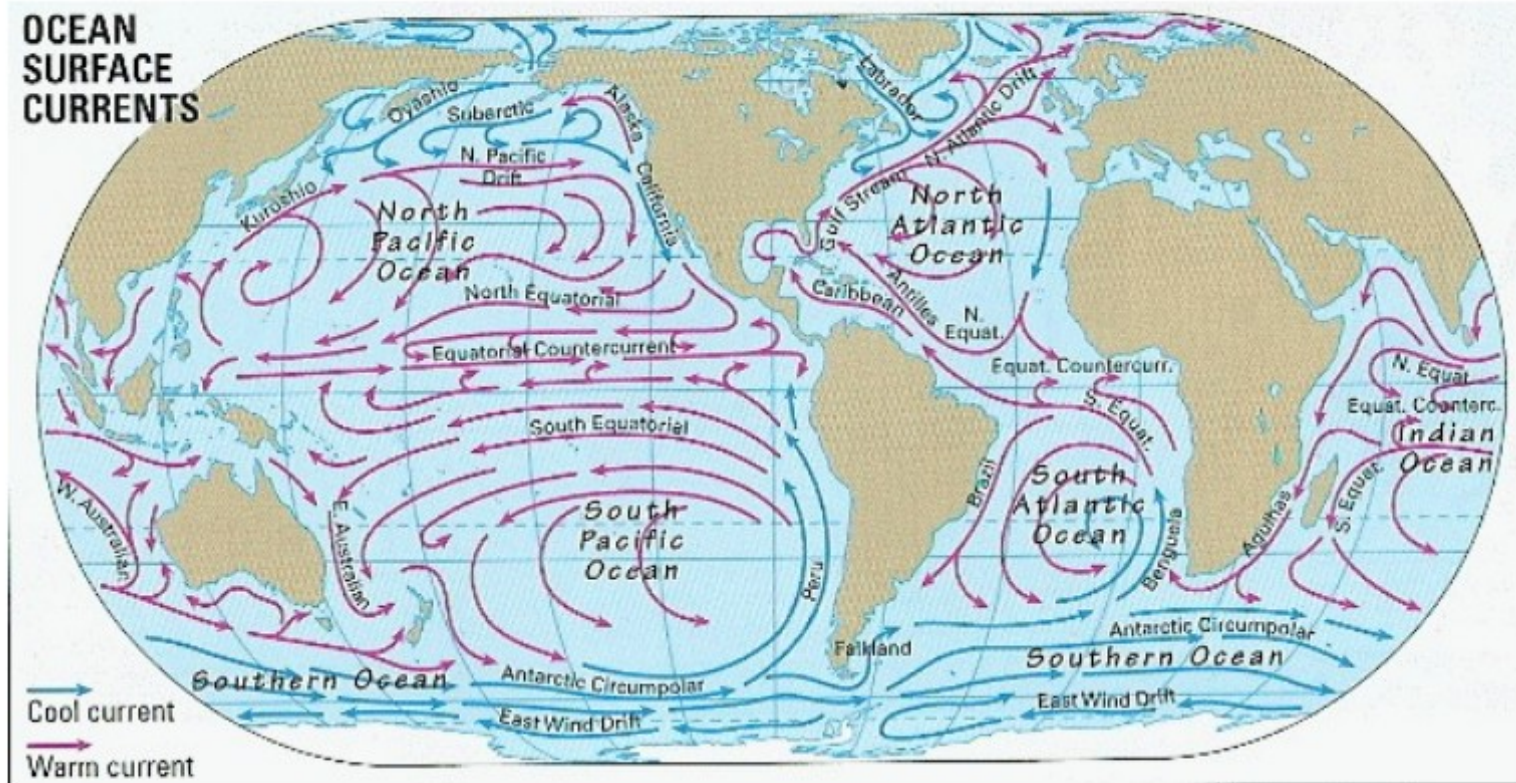 OCEAN
SURFACE
CURRENTS
Oyashio
Subarctic
Alaska
Labrador
N. Atlantic Drift
N. Pacific
Drift
California
Kuroshio
Gulf Stream
North
Pacific
Ocean
North
Atlantic
Ocean
North Equatorial
Antilles
Caribbean
N.
Equat.
Equatorial Countercurrent
Equat. Countercurr.
N. Equat
S. Equat.
Equat. Counterc.
South Equatorial
Indian
Ocean
W. Australian
E. Australian
South
Pacific
Ocean
Peru
Brazil
South
Atlantic
Ocean
Benguela
Agulhas
S. Equat.
Falkland
Antarctic Circumpolar
Southern Ocean
Southern Ocean
Antarctic Circumpolar
East Wind Drift
East Wind Drift
Cool current
Warm current